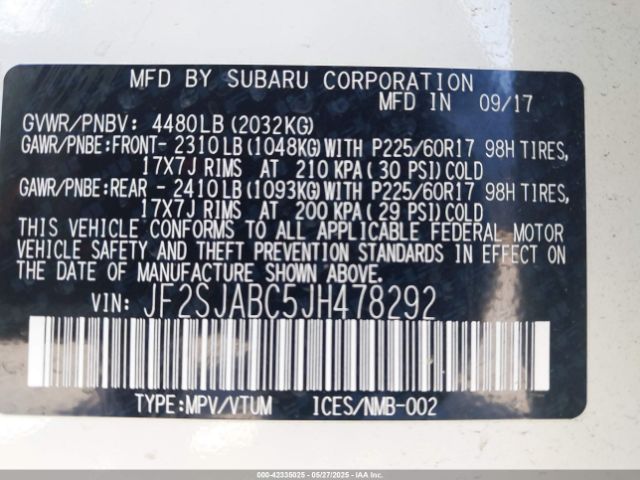 MFD BY SUBARU CORPORATION
MFD IN 09/17
GVWR/PNBV: 4480LB(2032KG)
GAWR/PNBE:FRONT- 2310LB(1048KG)WITH P225/60R17 98H TIRES,
17X7J RIMS AT 210 KPA( 30 PSI)COLD
GAWR/PNBE:REAR - 2410LB(1093KG)WITH P225/60R17 98H TIRES,
17X7J RIMS AT 200 KPA( 29 PSI)COLD
THIS VEHICLE CONFORMS TO ALL APPLICABLE FEDERAL MOTOR
VEHICLE SAFETY AND THEFT PREVENTION STANDARDS IN EFFECT ON
THE DATE OF MANUFACTURE SHOWN ABOVE.
VIN: JF2SJABC5JH478292
TYPE:MPV/VTUM ICES/NMB-002
000-42335025 - 05/27/2025 - IAAI.com